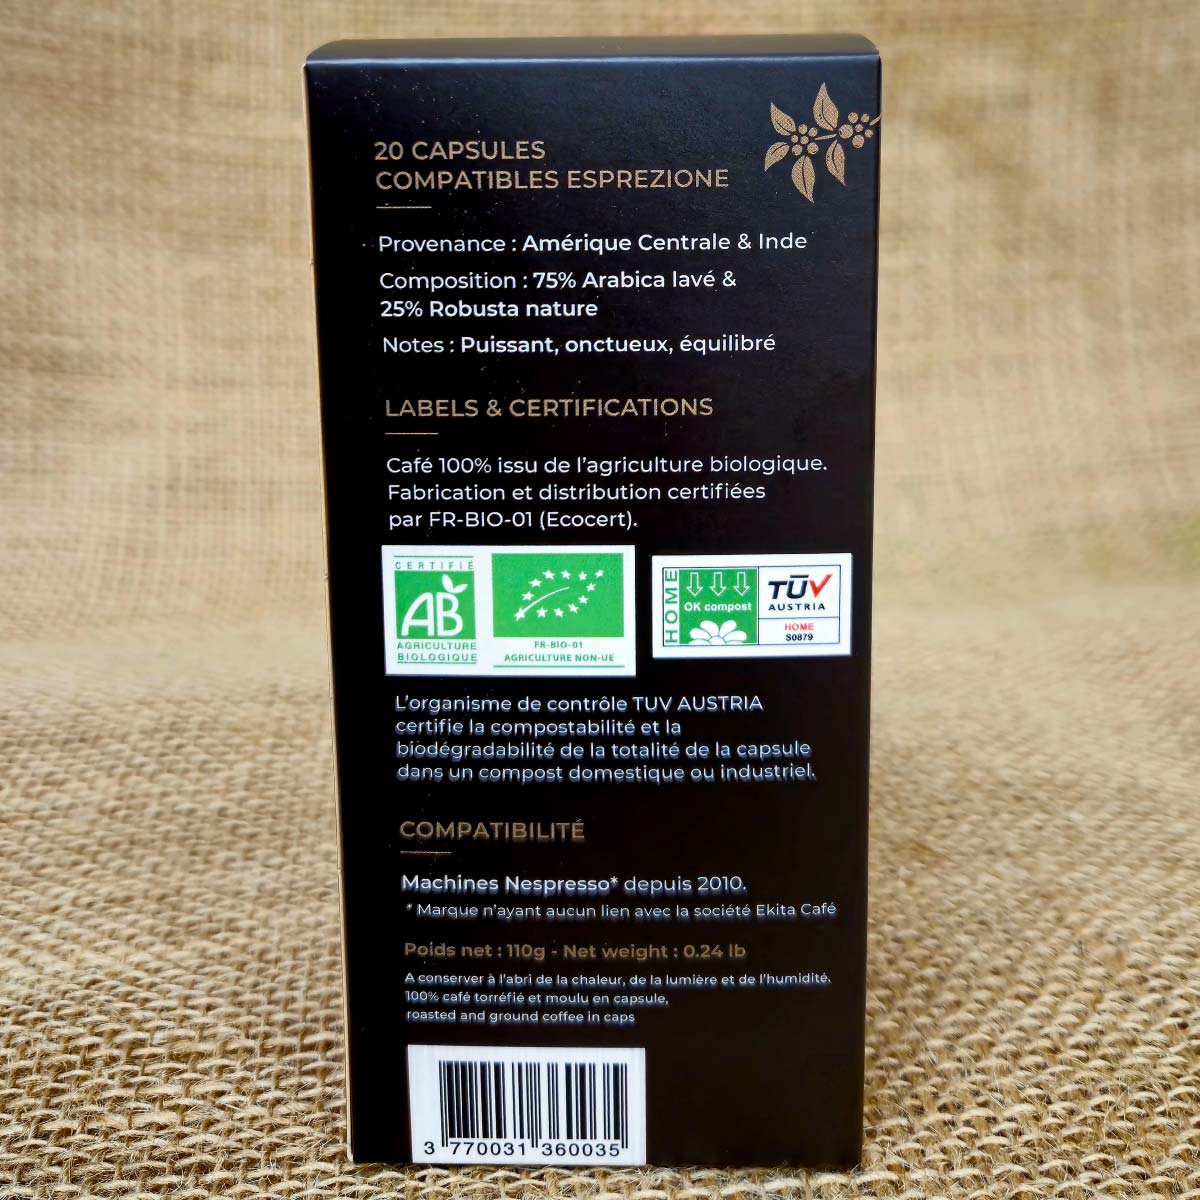 20 CAPSULES
COMPATIBLES ESPREZIONE
Provenance : Amérique Centrale & Inde
Composition : 75% Arabica lavé &
25% Robusta nature
Notes : Puissant, onctueux, équilibré
LABELS & CERTIFICATIONS
Café 100% issu de l'agriculture biologique.
Fabrication et distribution certifiées
par FR-BIO-01 (Ecocert).
CERTIFIÉ
AB
AGRICULTURE
BIOLOGIQUE
FR-BIO-01
AGRICULTURE NON-UE
HOME
OK compost
TÜV
AUSTRIA
HOME
S0879
L'organisme de contrôle TUV AUSTRIA
certifie la compostabilité et la
biodégradabilité de la totalité de la capsule
dans un compost domestique ou industriel.
COMPATIBILITÉ
Machines Nespresso* depuis 2010.
* Marque n'ayant aucun lien avec la société Ekita Café
Poids net : 110g - Net weight : 0.24 lb
A conserver à l'abri de la chaleur, de la lumière et de l'humidité.
100% café torréfié et moulu en capsule,
roasted and ground coffee in caps
3 770031 360035